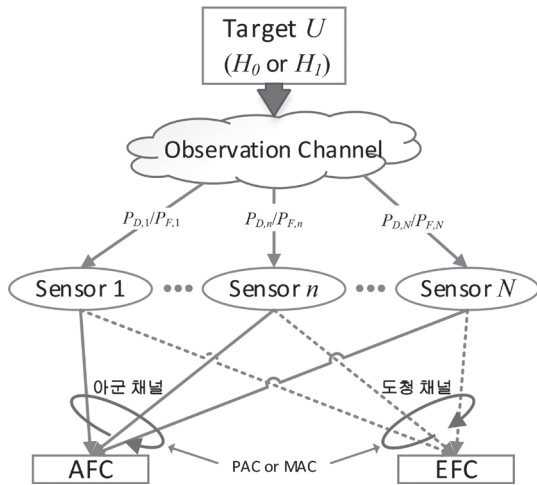 Target U
(H0 or H1)
Observation Channel
PD,1/PF,1
PD,n/PF,n
PD,N/PF,N
Sensor 1
Sensor n
Sensor N
아군 채널
도청 채널
PAC or MAC
AFC
EFC